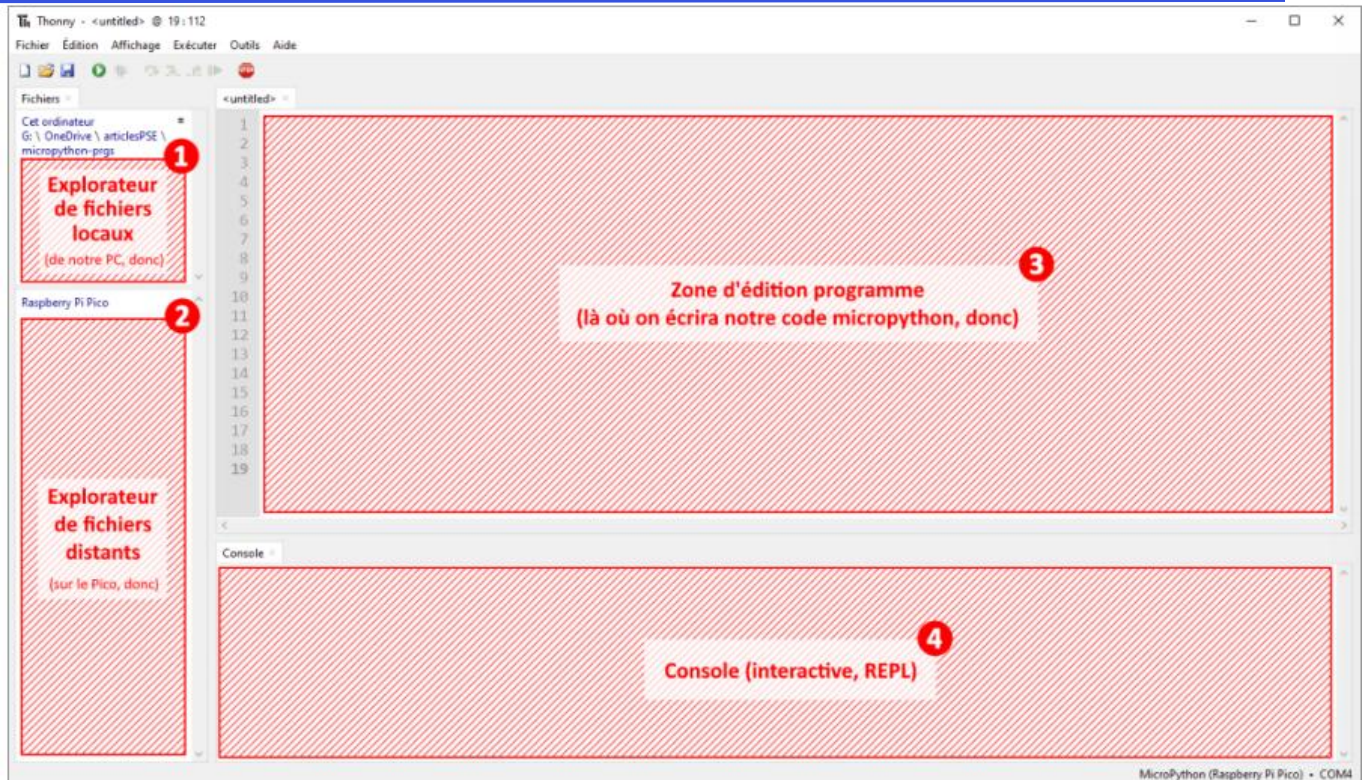 Thonny - <untitled> @ 19:112
Fichier Édition Affichage Exécuter Outils Aide
STOP
Fichiers
<untitled>
Cet ordinateur
G: \ OneDrive \ articlesPSE \
micropython-prgs
1
Explorateur
de fichiers
locaux
(de notre PC, donc)
Raspberry Pi Pico
2
Explorateur
de fichiers
distants
(sur le Pico, donc)
1
2
3
4
5
6
7
8
9
10
11
12
13
14
15
16
17
18
19
3
Zone d'édition programme
(là où on écrira notre code micropython, donc)
Console
4
Console (interactive, REPL)
MicroPython (Raspberry Pi Pico) • COM4